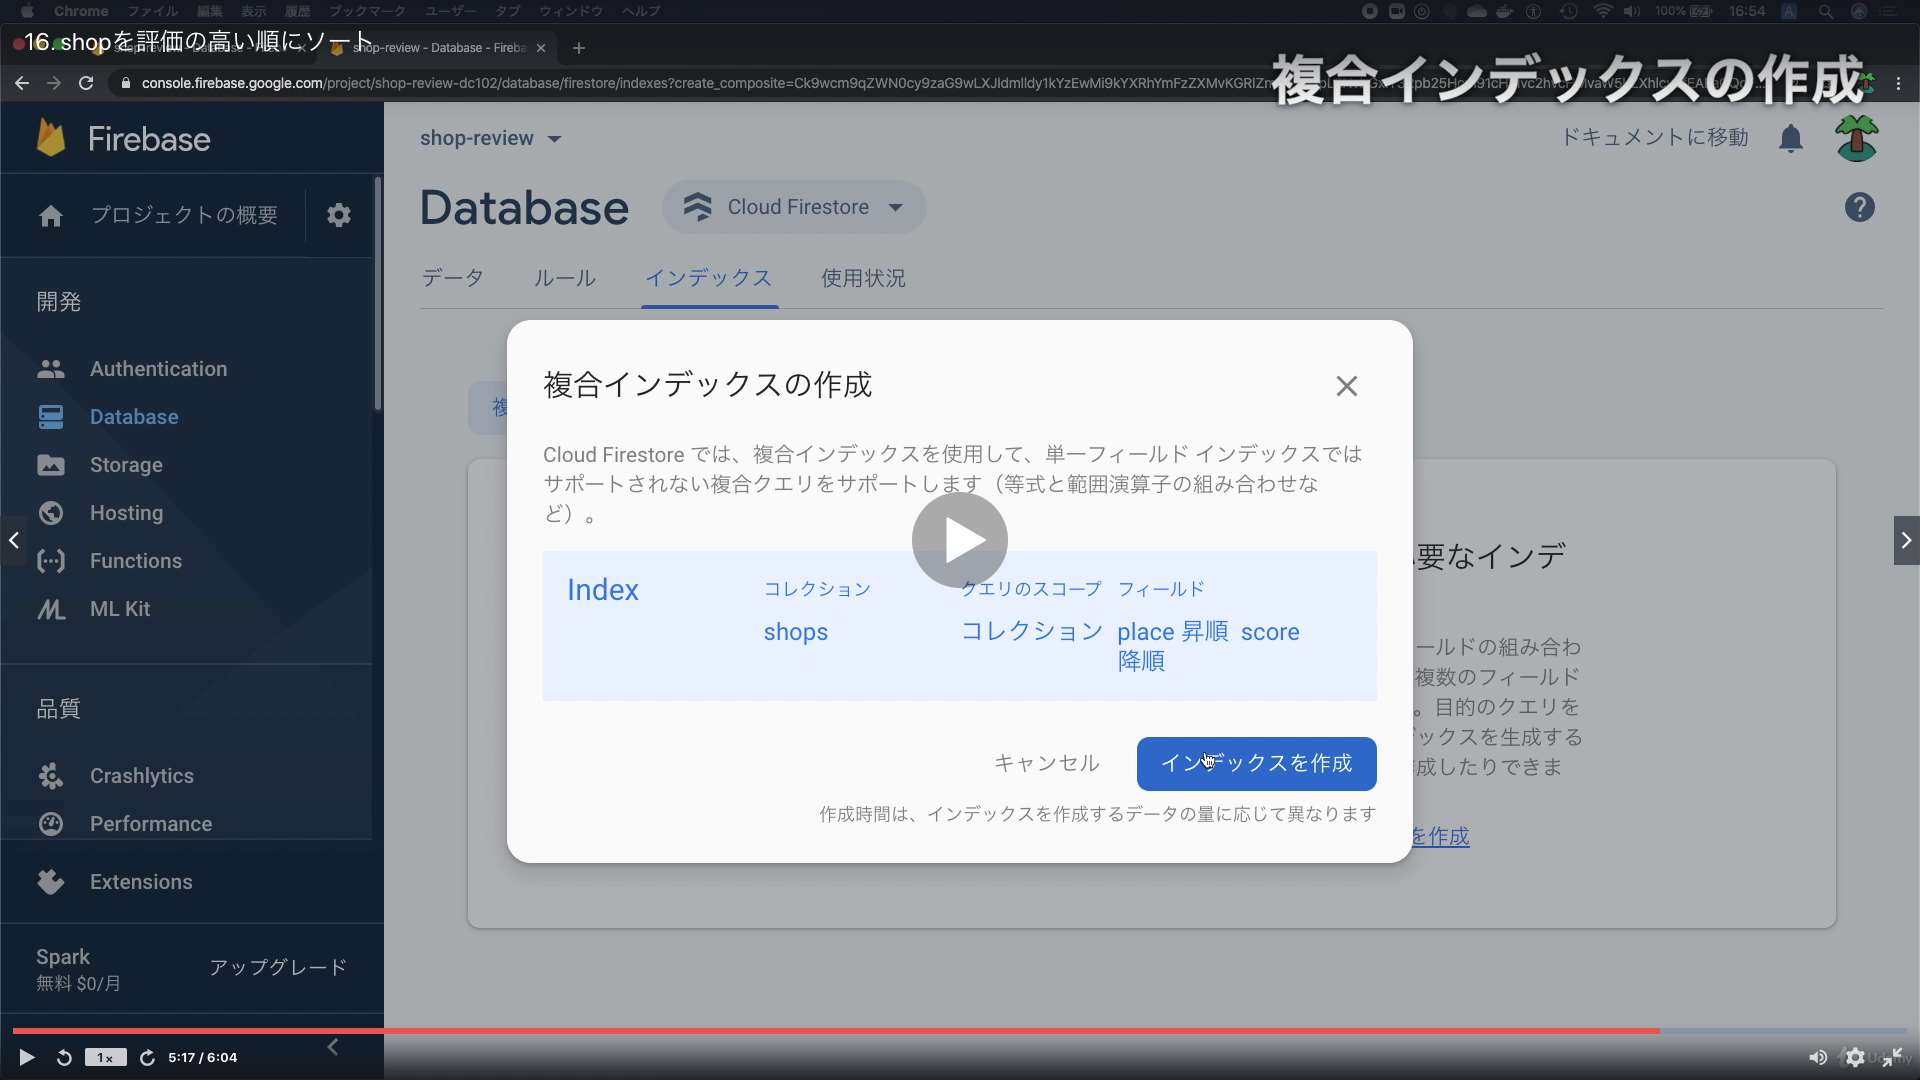 Chrome ファイル 編集 表示 履歴 ブックマーク ユーザー タブ ウィンドウ ヘルプ
100% 16:54 A
16. shopを評価の高い順にソート
shop-review - Database - Fireba
複合インデックスの作成
console.firebase.google.com/project/shop-review-dc102/database/firestore/indexes?create_composite=
Firebase
shop-review
ドキュメントに移動
プロジェクトの概要
Database
Cloud Firestore
データ ルール インデックス 使用状況
開発
Authentication
Database
Storage
Hosting
Functions
ML Kit
品質
Crashlytics
Performance
Extensions
Spark
無料 $0/月
アップグレード
複合インデックスの作成
Cloud Firestore では、複合インデックスを使用して、単一フィールド インデックスでは
サポートされない複合クエリをサポートします（等式と範囲演算子の組み合わせな
ど）。
Index
コレクション クエリのスコープ フィールド
shops コレクション place 昇順 score
降順
キャンセル インデックスを作成
作成時間は、インデックスを作成するデータの量に応じて異なります
複
要なインデ
ールドの組み合わ
複数のフィールド
。目的のクエリを
ックスを生成する
成したりできま
を作成
1x 5:17 / 6:04